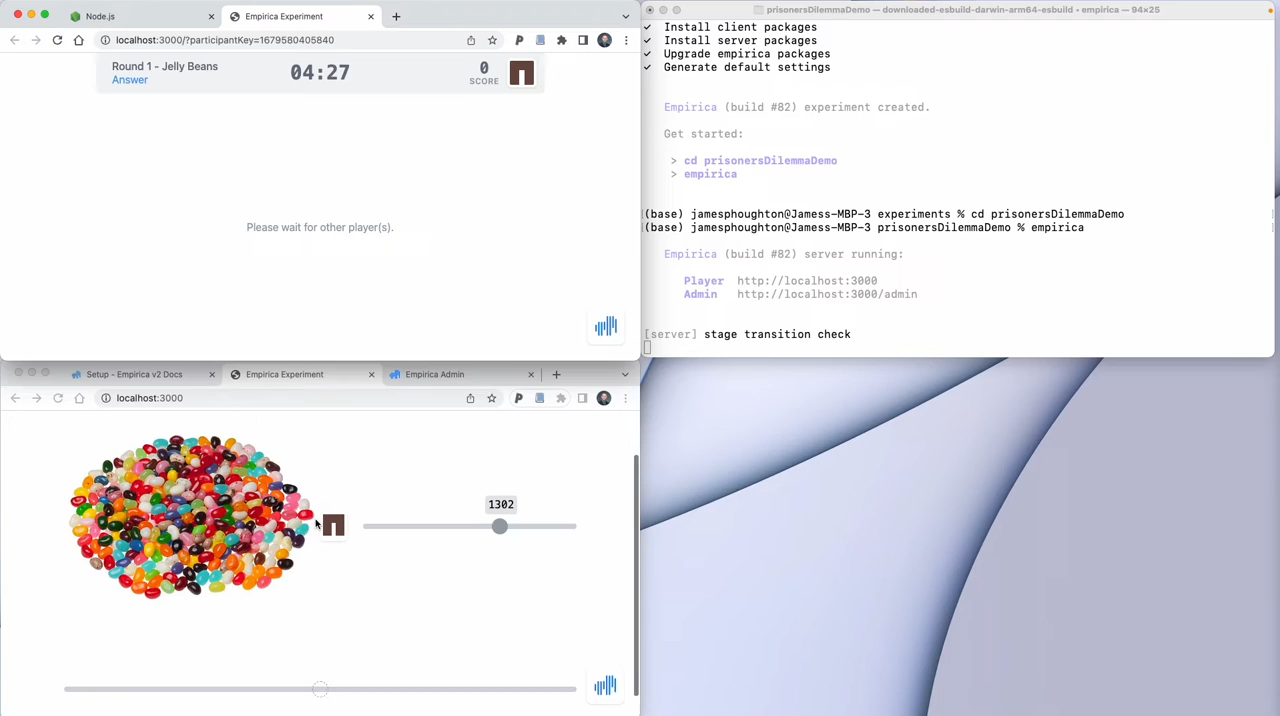 Node.js
Empirica Experiment
localhost:3000/?participantKey=1679580405840
Round 1 - Jelly Beans
Answer
04:27
0
SCORE
Please wait for other player(s).
prisonersDilemmaDemo — downloaded-esbuild-darwin-arm64-esbuild • empirica — 94×25
✓ Install client packages
✓ Install server packages
✓ Upgrade empirica packages
✓ Generate default settings
Empirica (build #82) experiment created.
Get started:
> cd prisonersDilemmaDemo
> empirica
(base) jamesphoughton@Jamess-MBP-3 experiments % cd prisonersDilemmaDemo
(base) jamesphoughton@Jamess-MBP-3 prisonersDilemmaDemo % empirica
Empirica (build #82) server running:
Player http://localhost:3000
Admin http://localhost:3000/admin
[server] stage transition check
Setup - Empirica v2 Docs
Empirica Experiment
Empirica Admin
localhost:3000
1302